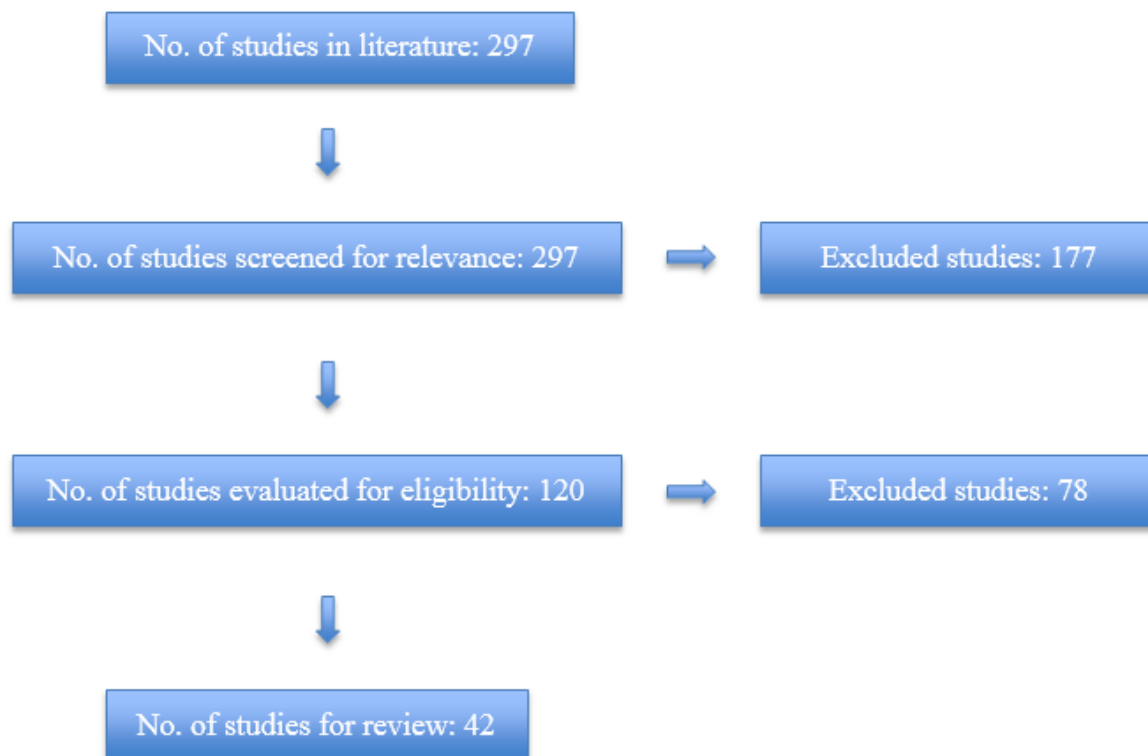 No. of studies in literature: 297
No. of studies screened for relevance: 297
Excluded studies: 177
No. of studies evaluated for eligibility: 120
Excluded studies: 78
No. of studies for review: 42